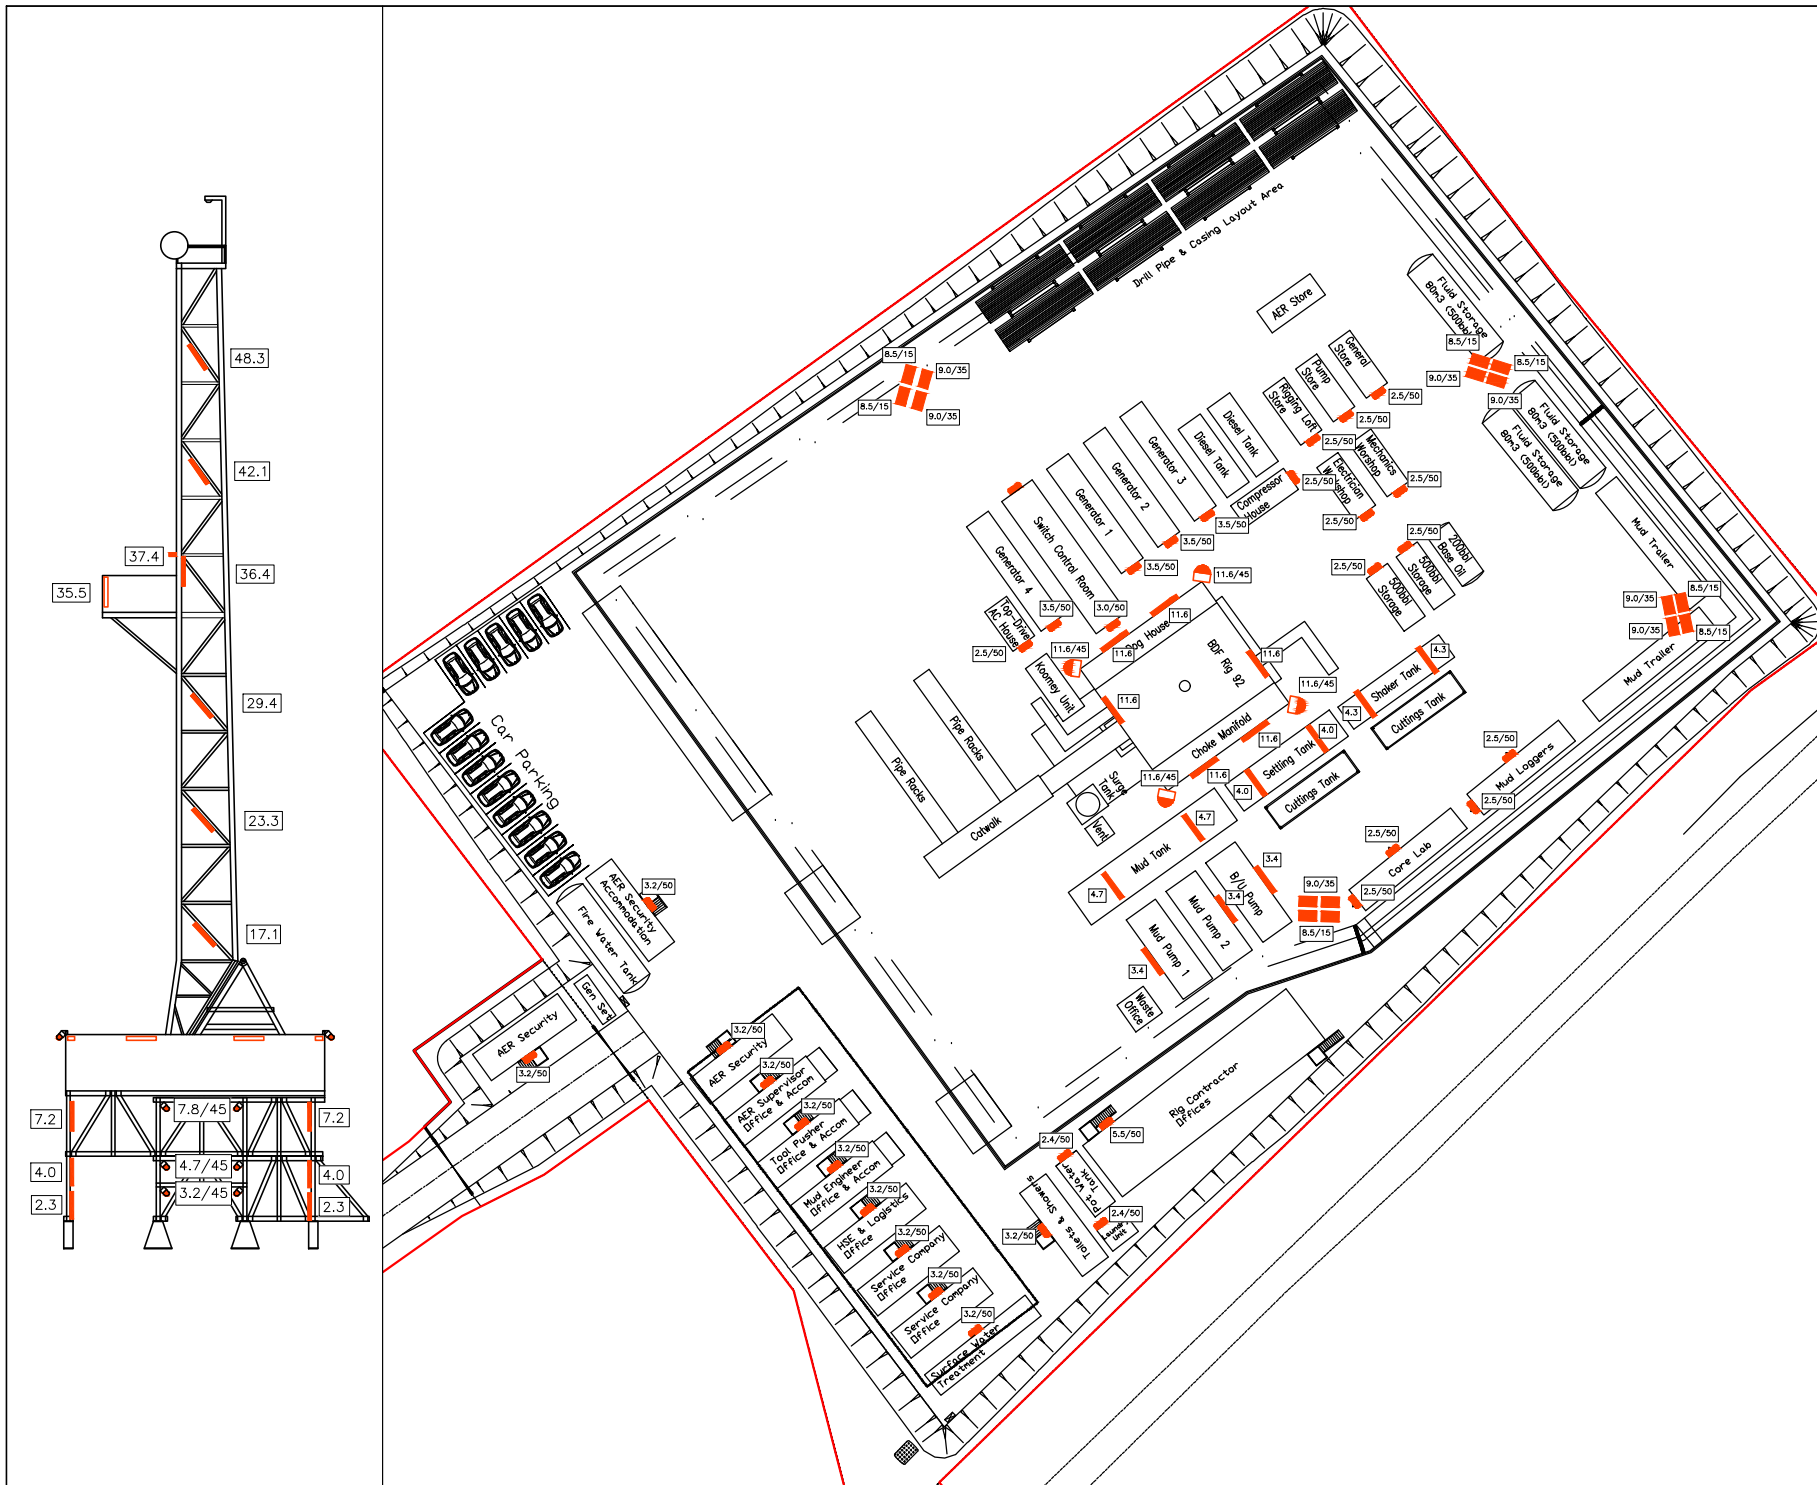 48.3
42.1
37.4
36.4
35.5
29.4
23.3
17.1
7.2
7.8/45
7.2
4.0
4.7/45
4.0
2.3
3.2/45
2.3
Drill Pipe & Casing Layout Area
AER Store
Fluid Storage
80m3 (500bbl)
8.5/15
8.5/15
9.0/35
9.0/35
8.5/15
9.0/35
8.5/15
9.0/35
General
Store
2.5/50
Pump
Store
2.5/50
Rigging Loft
Store
2.5/50
Fluid Storage
80m3 (500bbl)
Fluid Storage
80m3 (500bbl)
Mechanics
Worshop
2.5/50
Electrician
Workshop
2.5/50
Diesel Tank
Diesel Tank
Compressor
House
2.5/50
Generator 3
3.5/50
Generator 2
3.5/50
Generator 1
3.5/50
Switch Control Room
3.0/50
Generator 4
3.5/50
Top-Drive
AC House
2.5/50
Koomey Unit
200bbl
Base Oil
2.5/50
500bbl
Storage
2.5/50
500bbl
Storage
Mud Trailer
9.0/35
8.5/15
9.0/35
8.5/15
Mud Trailer
11.6/45
11.6
Dog House
11.6
11.6/45
BDF Rig 92
11.6
11.6/45
11.6
Choke Manifold
11.6
11.6
11.6/45
4.3
Shaker Tank
4.3
Cuttings Tank
4.0
Settling Tank
4.0
Cuttings Tank
Pipe Racks
Pipe Racks
Catwalk
Surge
Tank
Vent
4.7
Mud Tank
4.7
3.4
B/U Pump
3.4
Mud Pump 2
Mud Pump 1
3.4
Waste
Office
2.5/50
Mud Loggers
2.5/50
2.5/50
Core Lab
2.5/50
9.0/35
8.5/15
Car Parking
AER Security
Accommodation
3.2/50
Fire Water Tank
Gen Set
AER Security
3.2/50
3.2/50
AER Security
3.2/50
AER Supervisor
Office & Accom
3.2/50
Tool Pusher
Office & Accom
3.2/50
Mud Engineer
Office & Accom
3.2/50
HSE & Logistics
Office
3.2/50
Service Company
Office
3.2/50
Service Company
Office
3.2/50
Surface Water
Treatment
Rig Contractor
Offices
5.5/50
2.4/50
Pot Water
Tank
2.4/50
Laundry
Unit
Toilets & Showers
3.2/50